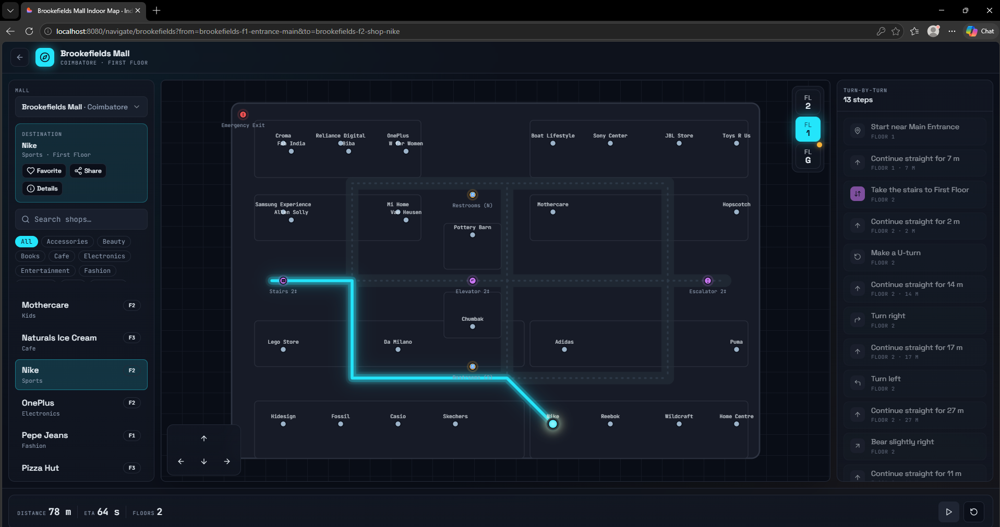 Brookefields Mall Indoor Map · Ind
localhost:8080/navigate/brookefields?from=brookefields-f1-entrance-main&to=brookefields-f2-shop-nike
Chat
Brookefields Mall
COIMBATORE · FIRST FLOOR
MALL
Brookefields Mall · Coimbatore
DESTINATION
Nike
Sports · First Floor
Favorite
Share
Details
Search shops…
All
Accessories
Beauty
Books
Cafe
Electronics
Entertainment
Fashion
Mothercare
F2
Kids
Naturals Ice Cream
F3
Cafe
Nike
F2
Sports
OnePlus
F2
Electronics
Pepe Jeans
F1
Fashion
Pizza Hut
F3
Emergency Exit
Croma
Reliance Digital
OnePlus
Boat Lifestyle
Sony Center
JBL Store
Toys R Us
Fab India
Biba
W for Women
Samsung Experience
Mi Home
Restrooms (N)
Mothercare
Hopscotch
Allen Solly
Van Heusen
Pottery Barn
Stairs 2↕
Elevator 2↕
Escalator 2↕
Chumbak
Lego Store
Da Milano
Adidas
Puma
Restrooms (S)
Hidesign
Fossil
Casio
Skechers
Nike
Reebok
Wildcraft
Home Centre
FL
2
FL
1
FL
G
TURN-BY-TURN
13 steps
Start near Main Entrance
FLOOR 1
Continue straight for 7 m
FLOOR 1 · 7 M
Take the stairs to First Floor
FLOOR 2
Continue straight for 2 m
FLOOR 2 · 2 M
Make a U-turn
FLOOR 2
Continue straight for 14 m
FLOOR 2 · 14 M
Turn right
FLOOR 2
Continue straight for 17 m
FLOOR 2 · 17 M
Turn left
FLOOR 2
Continue straight for 27 m
FLOOR 2 · 27 M
Bear slightly right
FLOOR 2
Continue straight for 11 m
DISTANCE 78 m
ETA 64 s
FLOORS 2